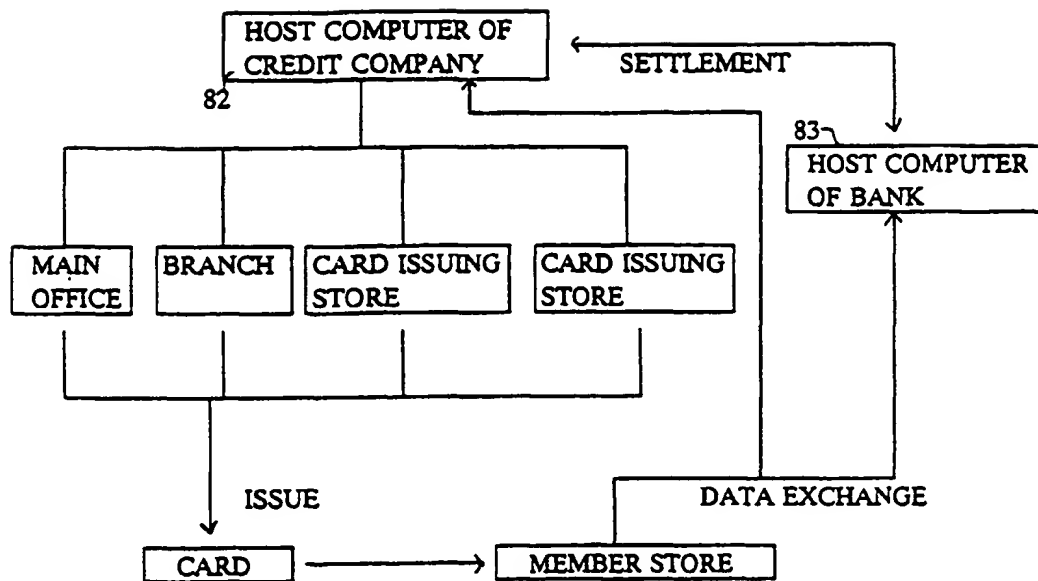 HOST COMPUTER OF
CREDIT COMPANY
SETTLEMENT
82
83
HOST COMPUTER
OF BANK
MAIN
OFFICE
BRANCH
CARD ISSUING
STORE
CARD ISSUING
STORE
ISSUE
DATA EXCHANGE
CARD
MEMBER STORE